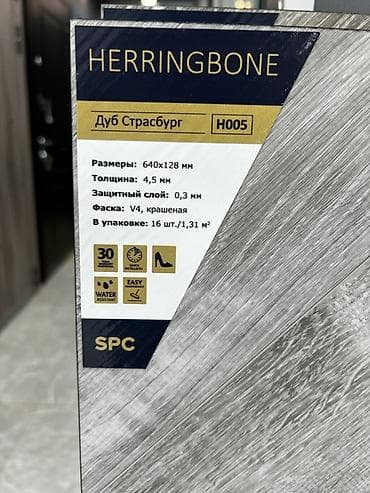 HERRINGBONE
Дуб Страсбург H005
Размеры: 640х128 мм
Толщина: 4,5 мм
Защитный слой: 0,3 мм
Фаска: V4, крашеная
В упаковке: 16 шт./1,31 м²
30
WATER
RESISTANT
EASY
SPC